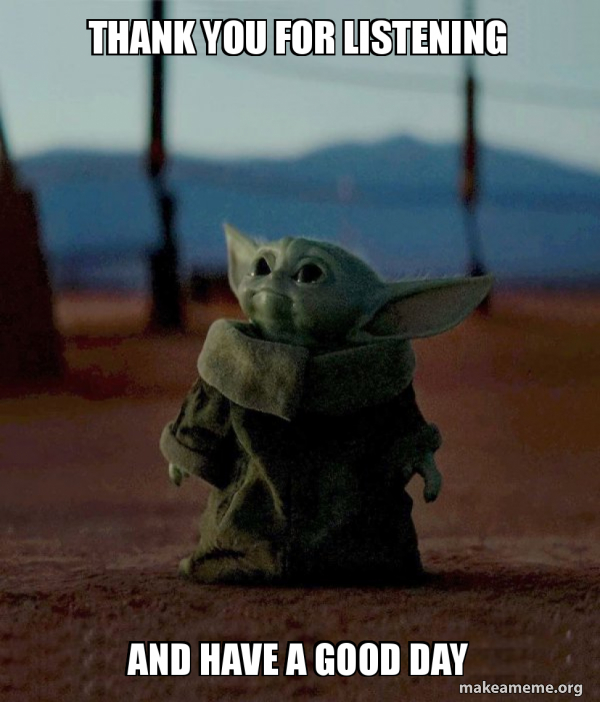 THANK YOU FOR LISTENING
AND HAVE A GOOD DAY
makeameme.org